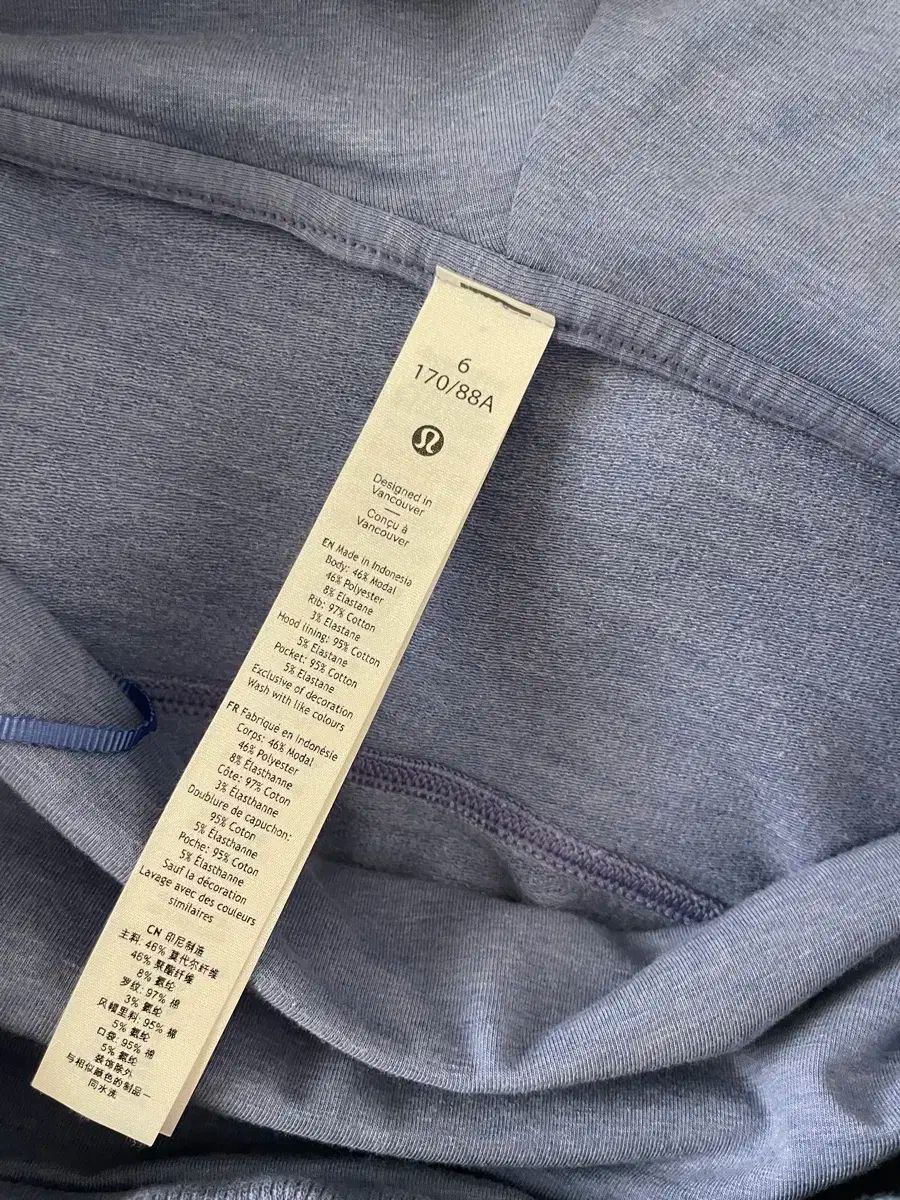 6
170/88A
Designed in
Vancouver
Conçu à
Vancouver
EN Made in Indonesia
Body: 46% Modal
46% Polyester
8% Elastane
Rib: 97% Cotton
3% Elastane
Hood lining: 95% Cotton
5% Elastane
Pocket: 95% Cotton
5% Elastane
Exclusive of decoration
Wash with like colours
FR Fabriqué en Indonésie
Corps: 46% Modal
46% Polyester
8% Élasthanne
Côte: 97% Coton
3% Élasthanne
Doublure de capuchon:
95% Coton
5% Élasthanne
Poche: 95% Coton
5% Élasthanne
Sauf la décoration
Lavage avec des couleurs
similaires
CN 印尼制造
主料: 46% 莫代尔纤维
46% 聚酯纤维
8% 氨纶
罗纹: 97% 棉
3% 氨纶
风帽里料: 95% 棉
5% 氨纶
口袋: 95% 棉
5% 氨纶
装饰除外
与相似颜色的制品一
同水洗